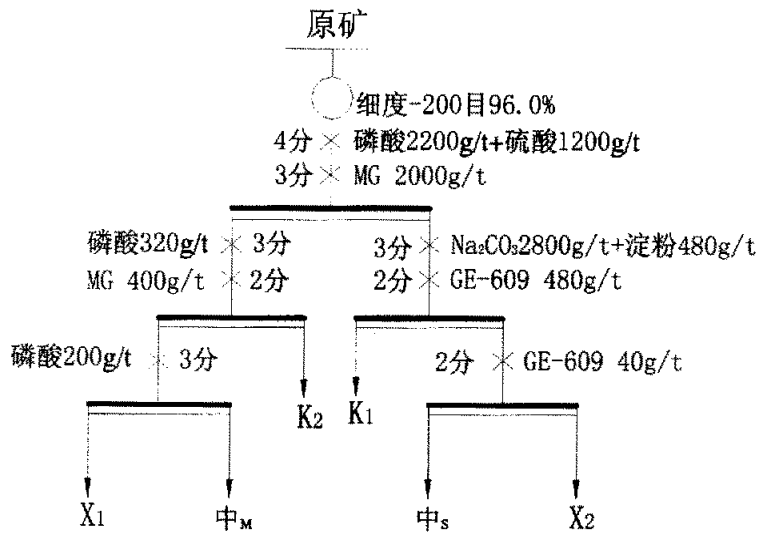 原矿
细度-200目96.0%
4分 磷酸2200g/t+硫酸1200g/t
3分 MG 2000g/t
磷酸320g/t 3分 3分 Na₂CO₃2800g/t+淀粉480g/t
MG 400g/t 2分 2分 GE-609 480g/t
磷酸200g/t 3分 2分 GE-609 40g/t
K2 K1
X1 中M 中S X2